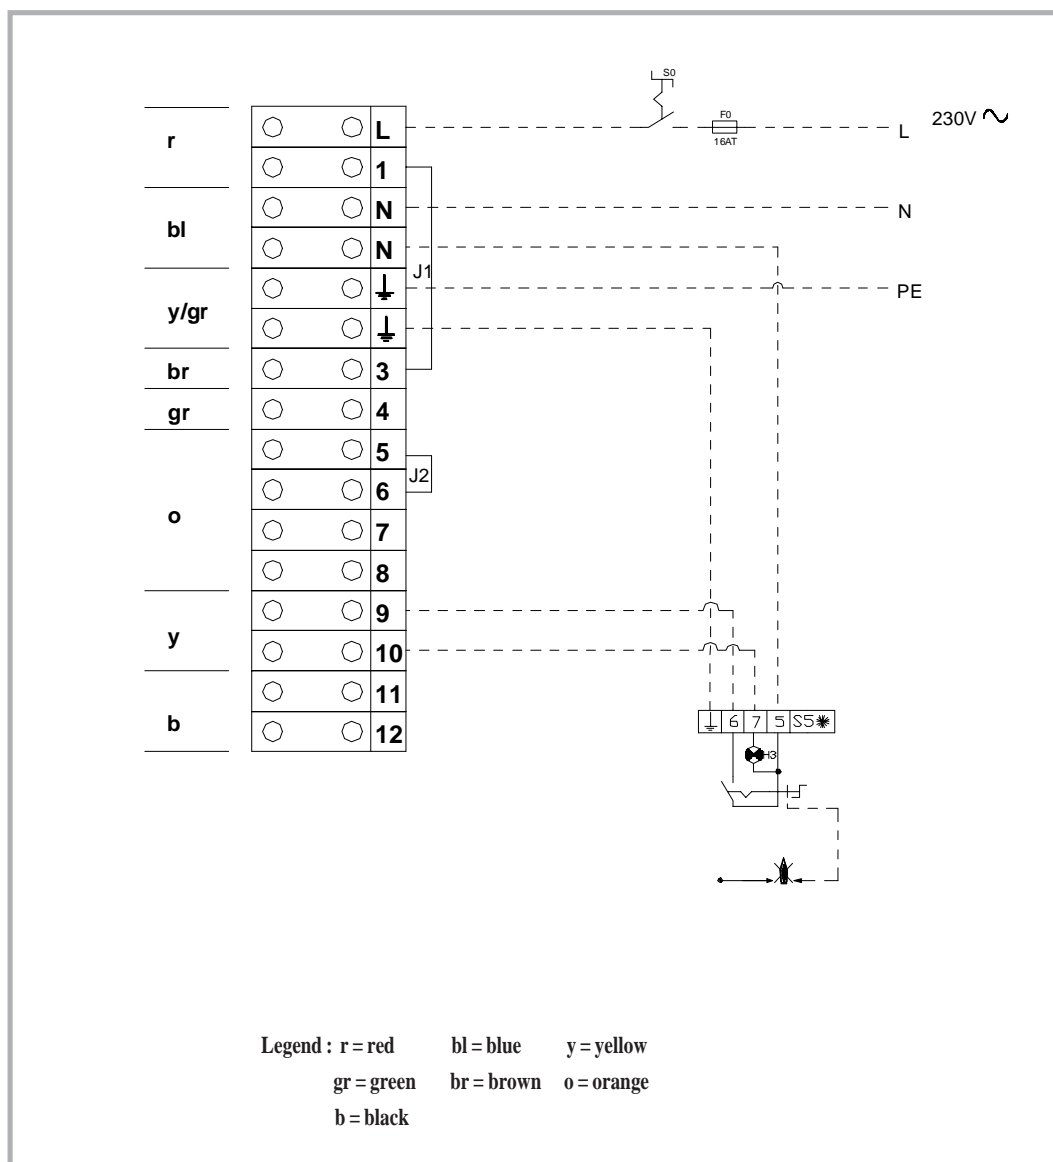 S0
F0
16AT
230V
r
L
L
1
N
N
bl
N
J1
PE
y/gr
br
3
gr
4
5
J2
6
o
7
8
9
y
10
11
b
12
6 7 5 S5
H3
Legend : r = red bl = blue y = yellow
gr = green br = brown o = orange
b = black